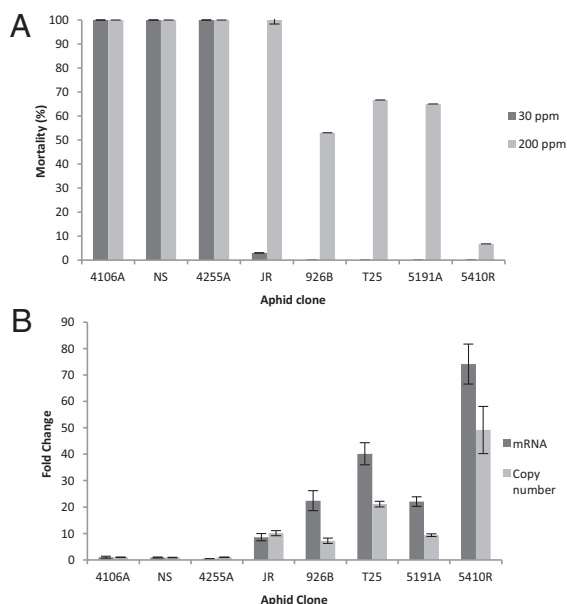 A
100
90
80
70
60
50
40
30
20
10
0
Mortality (%)
30 ppm
200 ppm
4106A NS 4255A JR 926B T25 5191A 5410R
Aphid clone
B
90
80
70
60
50
40
30
20
10
0
Fold Change
mRNA
Copy
number
4106A NS 4255A JR 926B T25 5191A 5410R
Aphid Clone